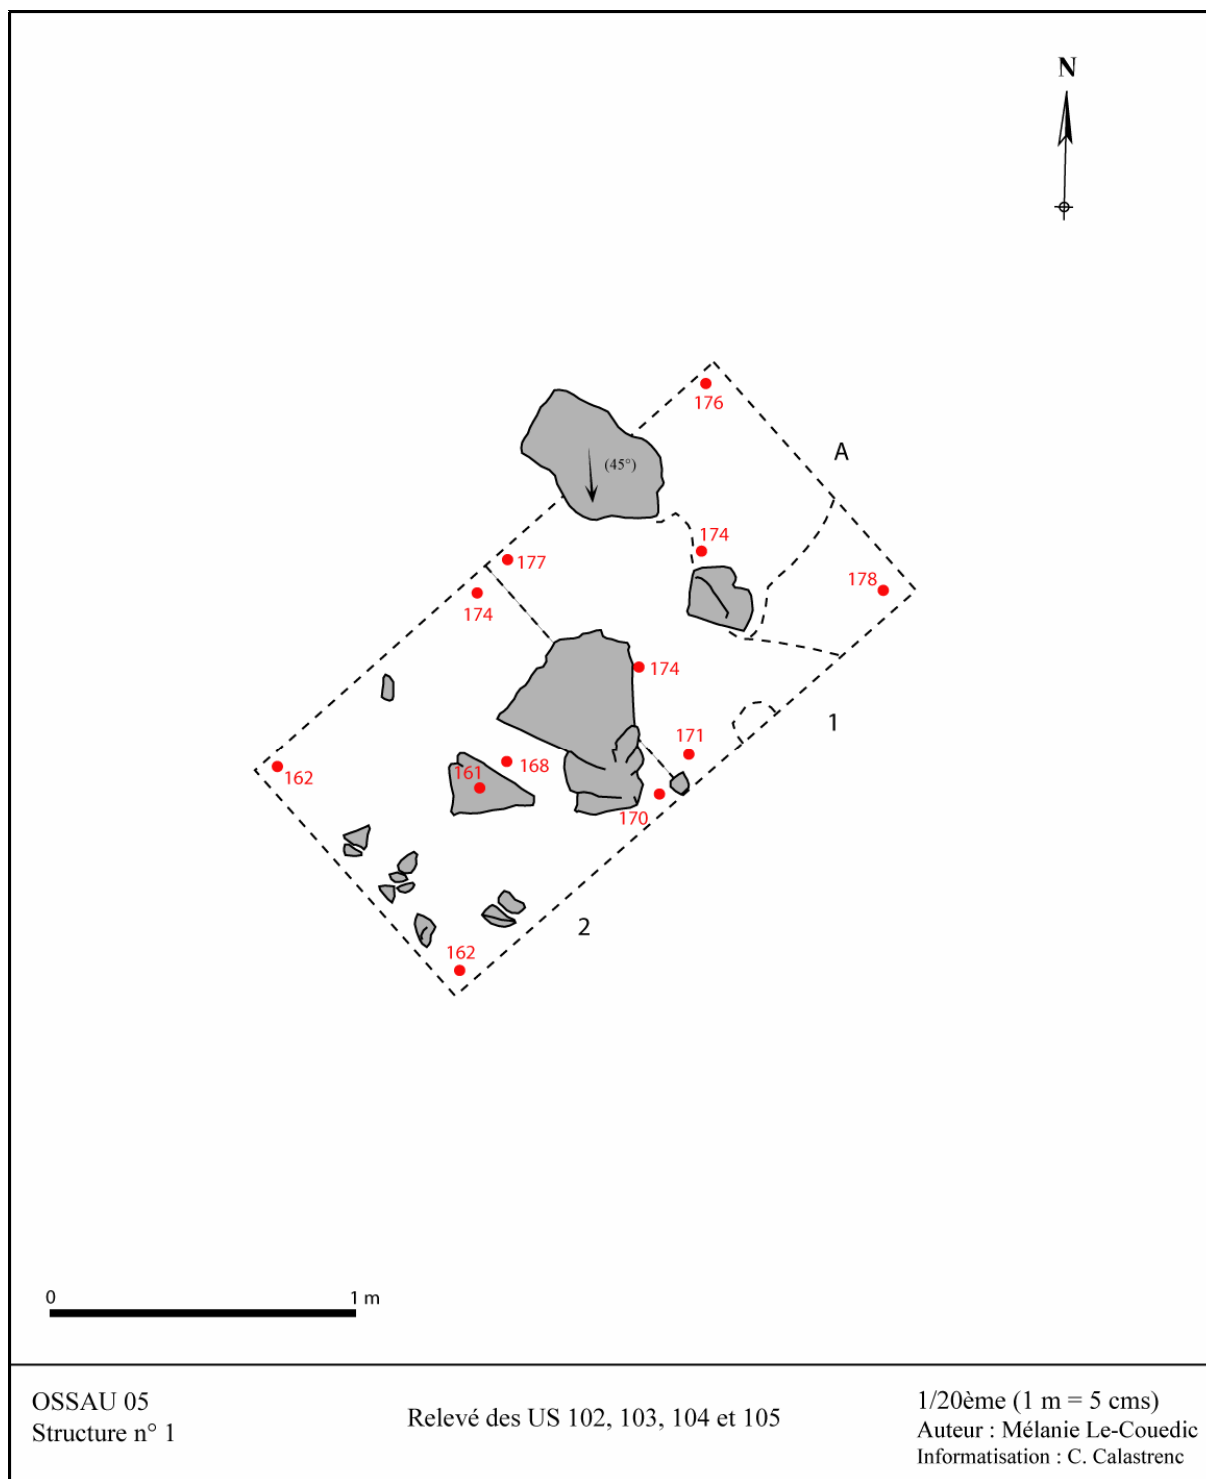 N
176
A
(45°)
174
177
178
174
174
1
171
168
161
162
170
2
162
0 1 m
OSSAU 05
Structure n° 1
Relevé des US 102, 103, 104 et 105
1/20ème (1 m = 5 cms)
Auteur : Mélanie Le-Couedic
Informatisation : C. Calastrenc